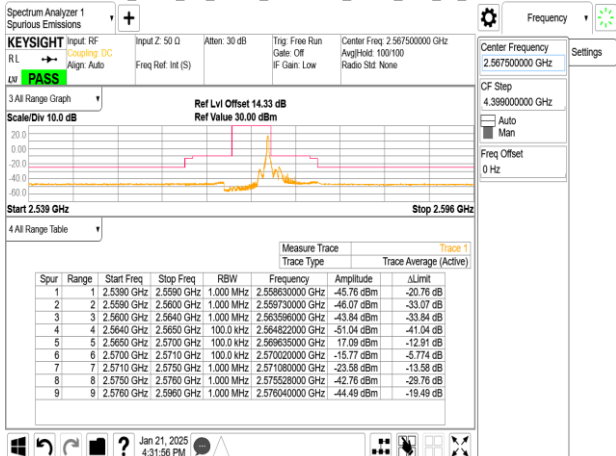 Spectrum Analyzer 1
Spurious Emissions
Frequency
KEYSIGHT Input: RF Input Z: 50 Ω Atten: 30 dB Trig: Free Run Center Freq: 2.567500000 GHz
Coupling: DC Gate: Off Avg|Hold: 100/100
RL Align: Auto Freq Ref: Int (S) IF Gain: Low Radio Std: None
LXI PASS
Center Frequency
2.567500000 GHz
Settings
CF Step
4.399000000 GHz
Auto
Man
Freq Offset
0 Hz
3 All Range Graph
Ref Lvl Offset 14.33 dB
Scale/Div 10.0 dB Ref Value 30.00 dBm
20.0
0.00
-20.0
-40.0
-60.0
Start 2.539 GHz Stop 2.596 GHz
4 All Range Table
Measure Trace Trace 1
Trace Type Trace Average (Active)
Spur Range Start Freq Stop Freq RBW Frequency Amplitude ΔLimit
1 1 2.5390 GHz 2.5590 GHz 1.000 MHz 2.558630000 GHz -45.76 dBm -20.76 dB
2 2 2.5590 GHz 2.5600 GHz 1.000 MHz 2.559730000 GHz -46.07 dBm -33.07 dB
3 3 2.5600 GHz 2.5640 GHz 1.000 MHz 2.563596000 GHz -43.84 dBm -33.84 dB
4 4 2.5640 GHz 2.5650 GHz 100.0 kHz 2.564822000 GHz -51.04 dBm -41.04 dB
5 5 2.5650 GHz 2.5700 GHz 100.0 kHz 2.569635000 GHz 17.09 dBm -12.91 dB
6 6 2.5700 GHz 2.5710 GHz 100.0 kHz 2.570020000 GHz -15.77 dBm -5.774 dB
7 7 2.5710 GHz 2.5750 GHz 1.000 MHz 2.571080000 GHz -23.58 dBm -13.58 dB
8 8 2.5750 GHz 2.5760 GHz 1.000 MHz 2.575528000 GHz -42.76 dBm -29.76 dB
9 9 2.5760 GHz 2.5960 GHz 1.000 MHz 2.576040000 GHz -44.49 dBm -19.49 dB
Jan 21, 2025
4:31:56 PM